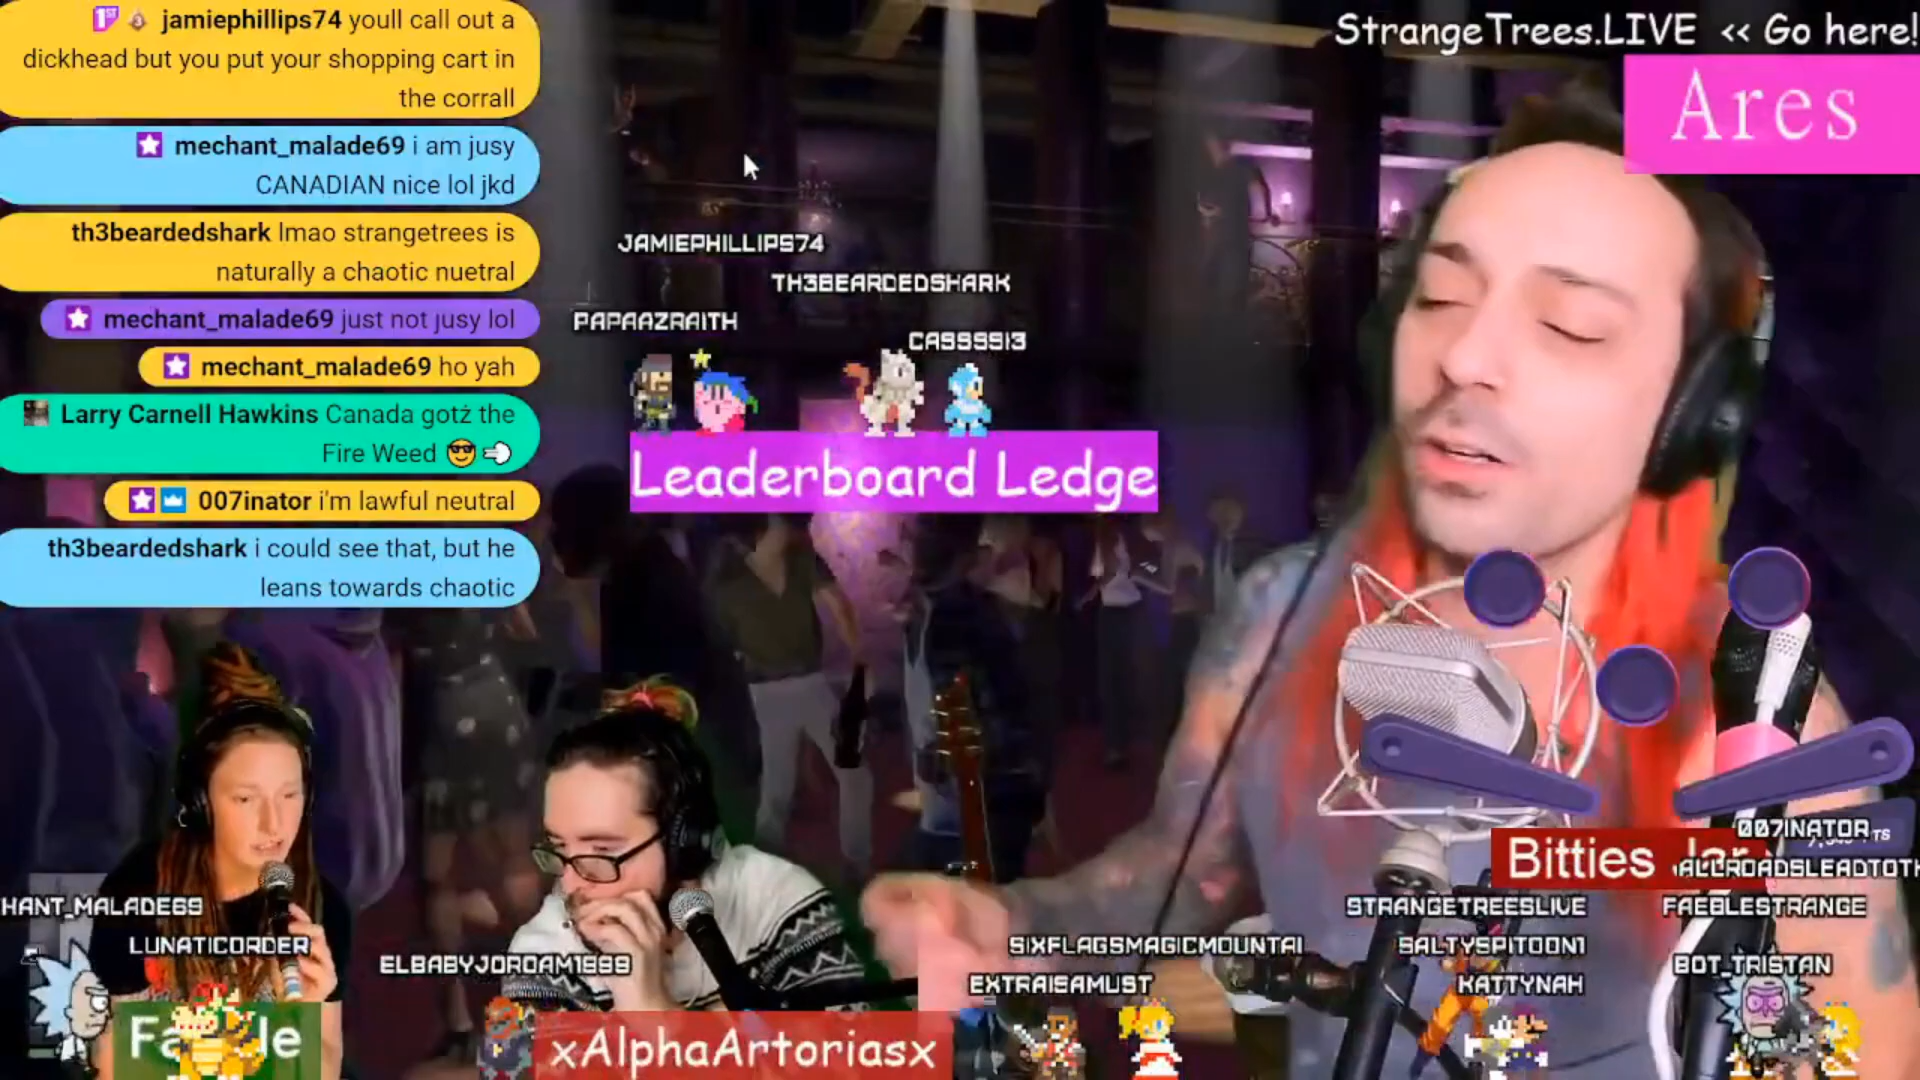 jamiephillips74 youll call out a
dickhead but you put your shopping cart in
the corrall
mechant_malade69 i am jusy
CANADIAN nice lol jkd
th3beardedshark lmao strangetrees is
naturally a chaotic nuetral
mechant_malade69 just not jusy lol
mechant_malade69 ho yah
Larry Carnell Hawkins Canada gotż the
Fire Weed
007inator i'm lawful neutral
th3beardedshark i could see that, but he
leans towards chaotic
StrangeTrees.LIVE << Go here!
Ares
JAMIEPHILLIPS74
TH3BEARDEDSHARK
PAPAAZRAITH
CASSSS13
Leaderboard Ledge
007INATOR
Bitties Jar
ALLROADSLEADTOTH
HANT_MALADE69
STRANGETREESLIVE
FAEBLESTRANGE
LUNATICORDER
SIXFLAGSMAGICMOUNTAI
SALTYSPITOON1
ELBABYJORDAM1999
BOT_TRISTAN
EXTRAISAMUST
KATTYNAH
xAlphaArtoriasx